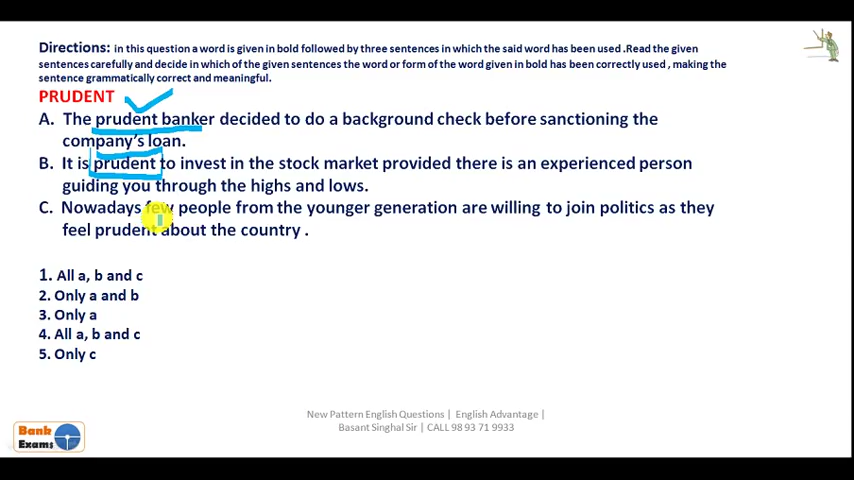 Directions: in this question a word is given in bold followed by three sentences in which the said word has been used .Read the given
sentences carefully and decide in which of the given sentences the word or form of the word given in bold has been correctly used , making the
sentence grammatically correct and meaningful.
PRUDENT
A. The prudent banker decided to do a background check before sanctioning the
company's loan.
B. It is prudent to invest in the stock market provided there is an experienced person
guiding you through the highs and lows.
C. Nowadays few people from the younger generation are willing to join politics as they
feel prudent about the country .
1. All a, b and c
2. Only a and b
3. Only a
4. All a, b and c
5. Only c
New Pattern English Questions | English Advantage |
Basant Singhal Sir | CALL 98 93 71 9933
Bank
Exams